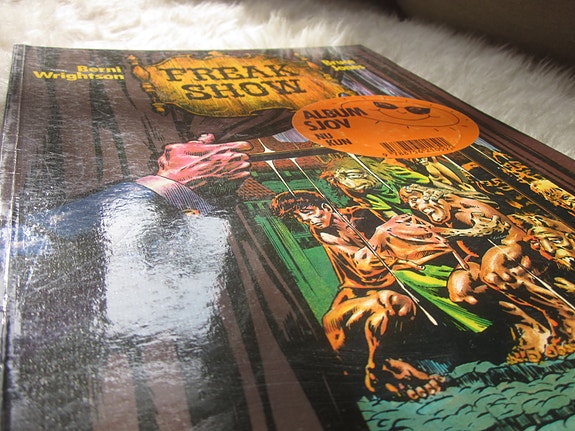 Berni
Wrightson
FREAK
SHOW
ALBUM
SJOV
NU
KUN